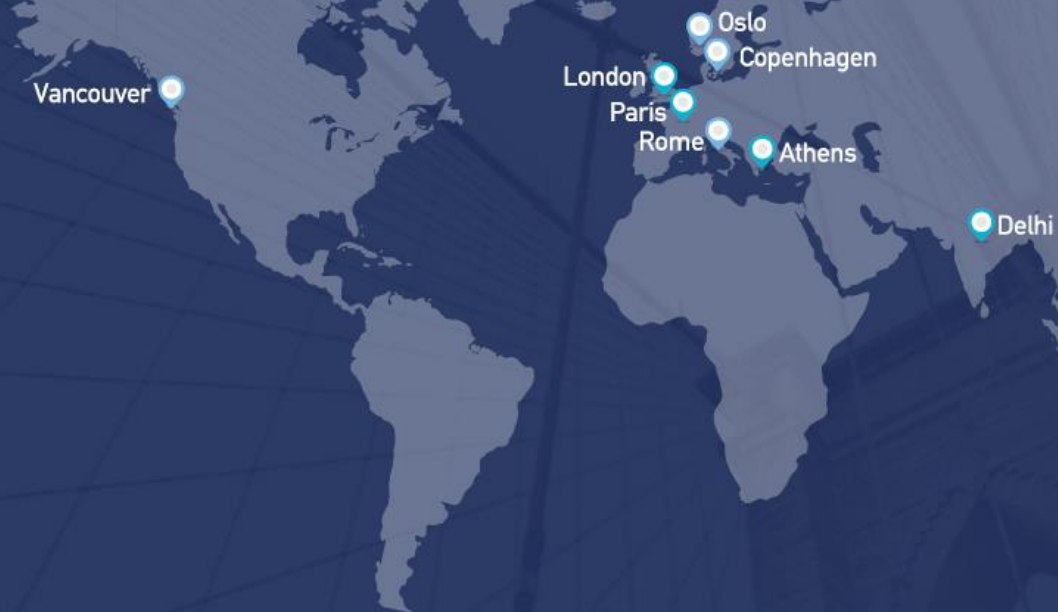 Oslo
Copenhagen
London
Vancouver
Paris
Rome
Athens
Delhi